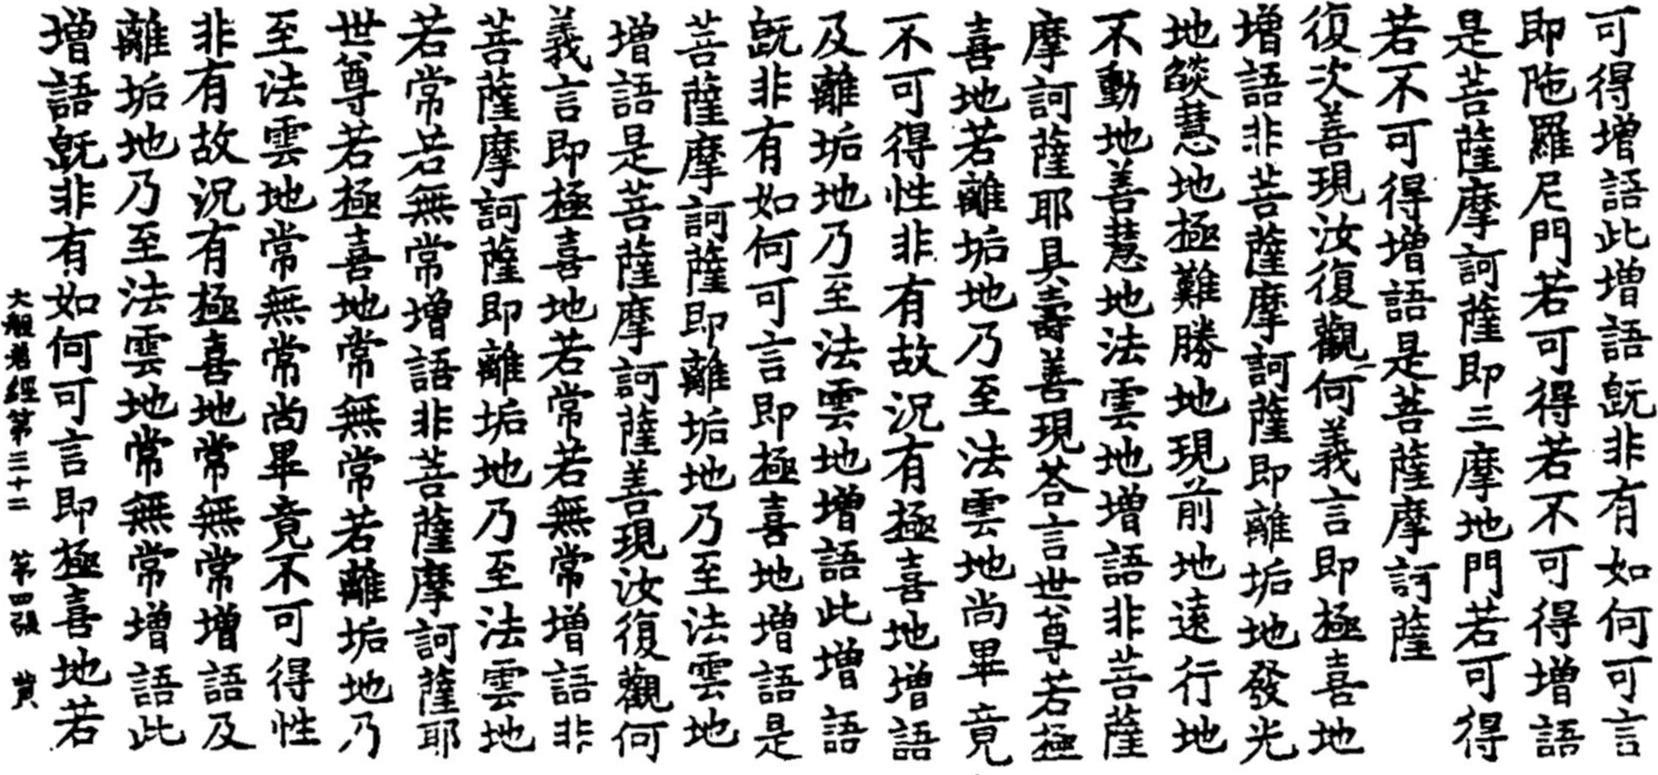 可得增語此增語旣非有如何可言
即陁羅尼門若可得若不可得增語
是菩薩摩訶薩即三摩地門若可得
若不可得增語是菩薩摩訶薩
復次善現汝復觀何義言即極喜地
增語非菩薩摩訶薩即離垢地發光
地燄慧地極難勝地現前地遠行地
不動地善慧地法雲地增語非菩薩
摩訶薩耶具壽善現荅言世尊若極
喜地若離垢地乃至法雲地尚畢竟
不可得性非有故況有極喜地增語
及離垢地乃至法雲地增語此增語
旣非有如何可言即極喜地增語是
菩薩摩訶薩即離垢地乃至法雲地
增語是菩薩摩訶薩善現汝復觀何
義言即極喜地若常若無常增語非
菩薩摩訶薩即離垢地乃至法雲地
若常若無常增語非菩薩摩訶薩耶
世尊若極喜地常無常若離垢地乃
至法雲地常無常尚畢竟不可得性
非有故況有極喜地常無常增語及
離垢地乃至法雲地常無常增語此
增語旣非有如何可言即極喜地若
大般若經第三十二 第四張 黃